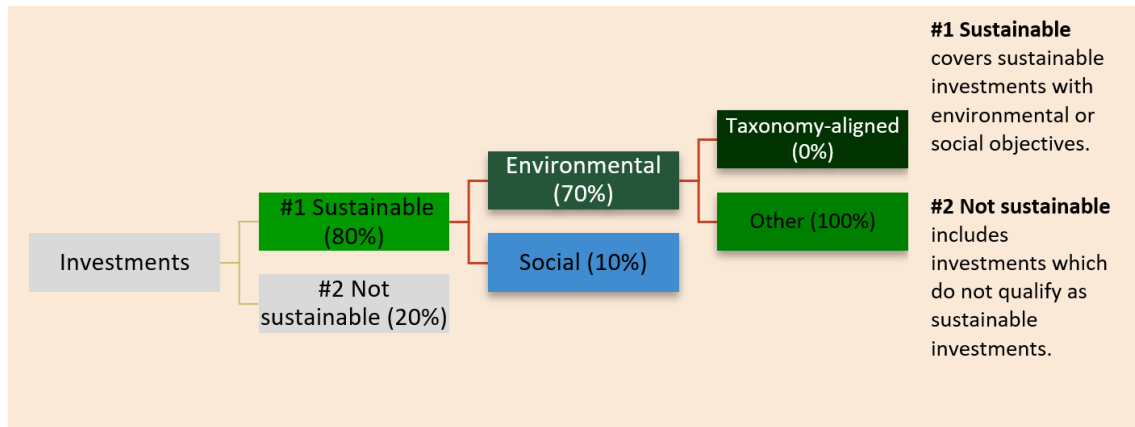 Investments
#1 Sustainable
(80%)
#2 Not
sustainable (20%)
Environmental
(70%)
Social (10%)
Taxonomy-aligned
(0%)
Other (100%)
#1 Sustainable
covers sustainable
investments with
environmental or
social objectives.
#2 Not sustainable
includes
investments which
do not qualify as
sustainable
investments.